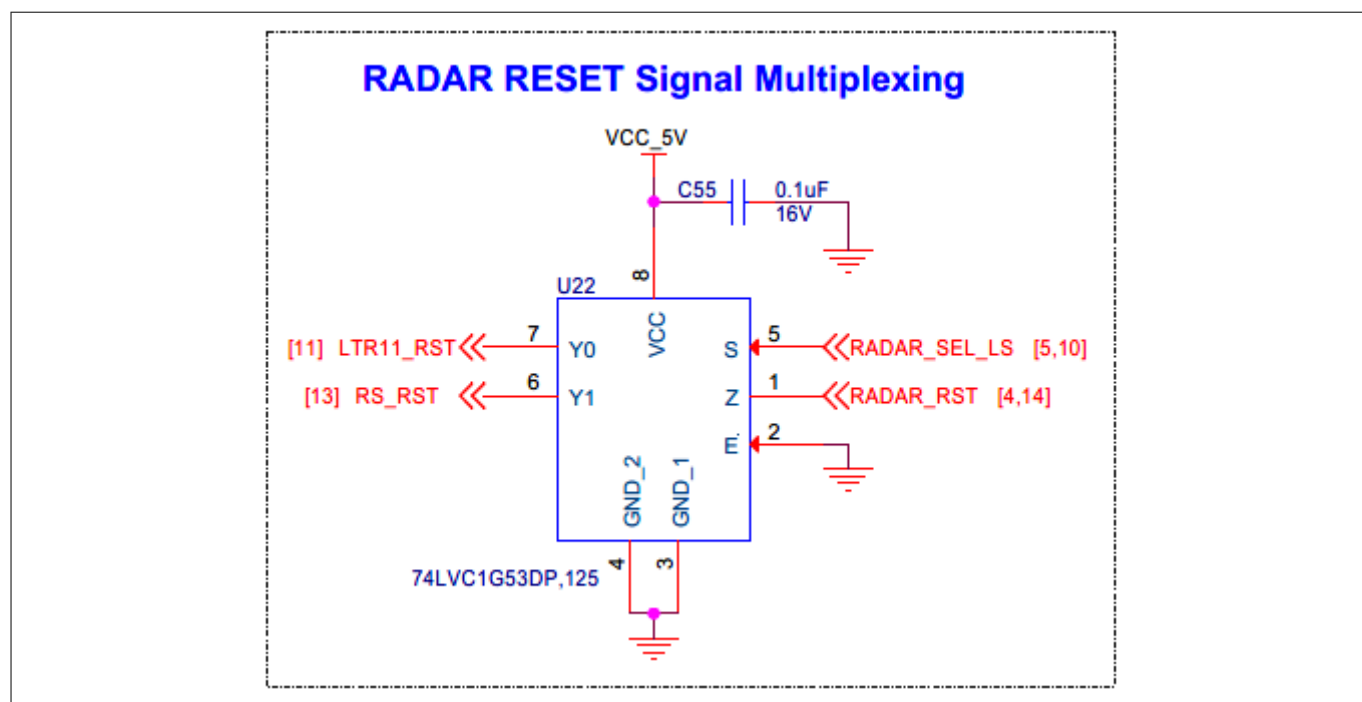 RADAR RESET Signal Multiplexing
VCC_5V
C55 0.1uF
16V
8
U22
VCC
[11] LTR11_RST 7 Y0 S 5 RADAR_SEL_LS [5,10]
[13] RS_RST 6 Y1 Z 1 RADAR_RST [4,14]
E 2
GND_2 GND_1
4 3
74LVC1G53DP,125